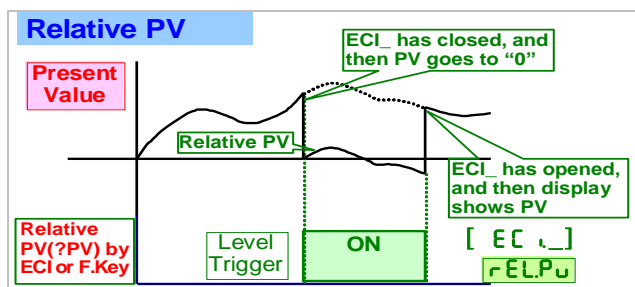 Relative PV
ECI_ has closed, and
then PV goes to “0”
Present
Value
Relative PV
ECI_ has opened,
and then display
shows PV
Relative
PV(?PV) by
ECI or F.Key
Level
Trigger
ON
[ ECi._]
rEL.Pu